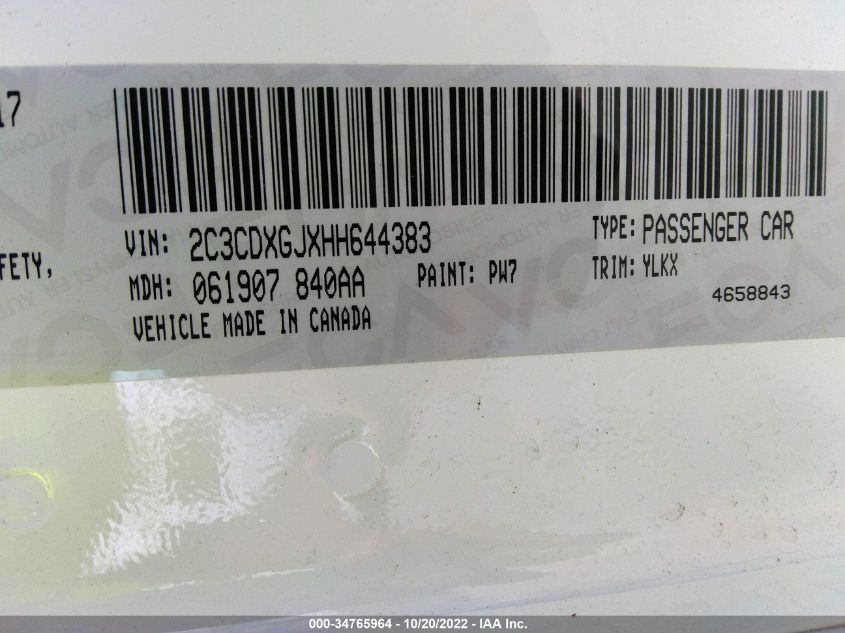 17
VIN: 2C3CDXGJXHH644383
TYPE: PASSENGER CAR
FETY,
MDH: 061907 840AA
PAINT: PW7
TRIM: YLKX
4658843
VEHICLE MADE IN CANADA
000-34765964 - 10/20/2022 - IAA Inc.